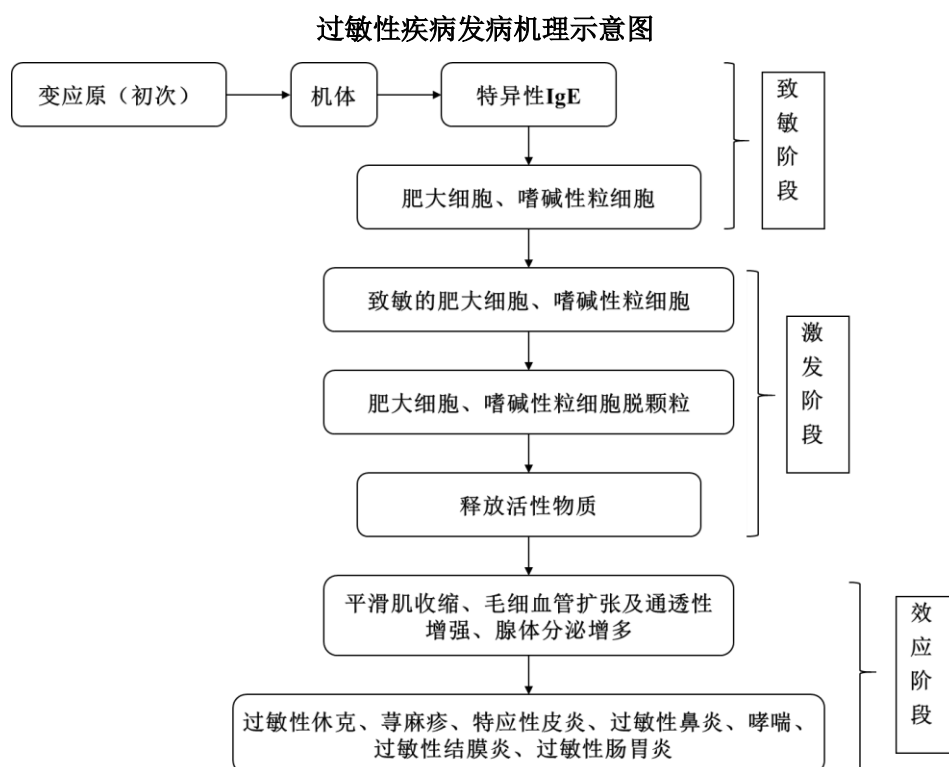 过敏性疾病发病机理示意图
变应原（初次）
机体
特异性IgE
肥大细胞、嗜碱性粒细胞
致敏阶段
致敏的肥大细胞、嗜碱性粒细胞
肥大细胞、嗜碱性粒细胞脱颗粒
释放活性物质
激发阶段
平滑肌收缩、毛细血管扩张及通透性
增强、腺体分泌增多
过敏性休克、荨麻疹、特应性皮炎、过敏性鼻炎、哮喘、
过敏性结膜炎、过敏性肠胃炎
效应阶段